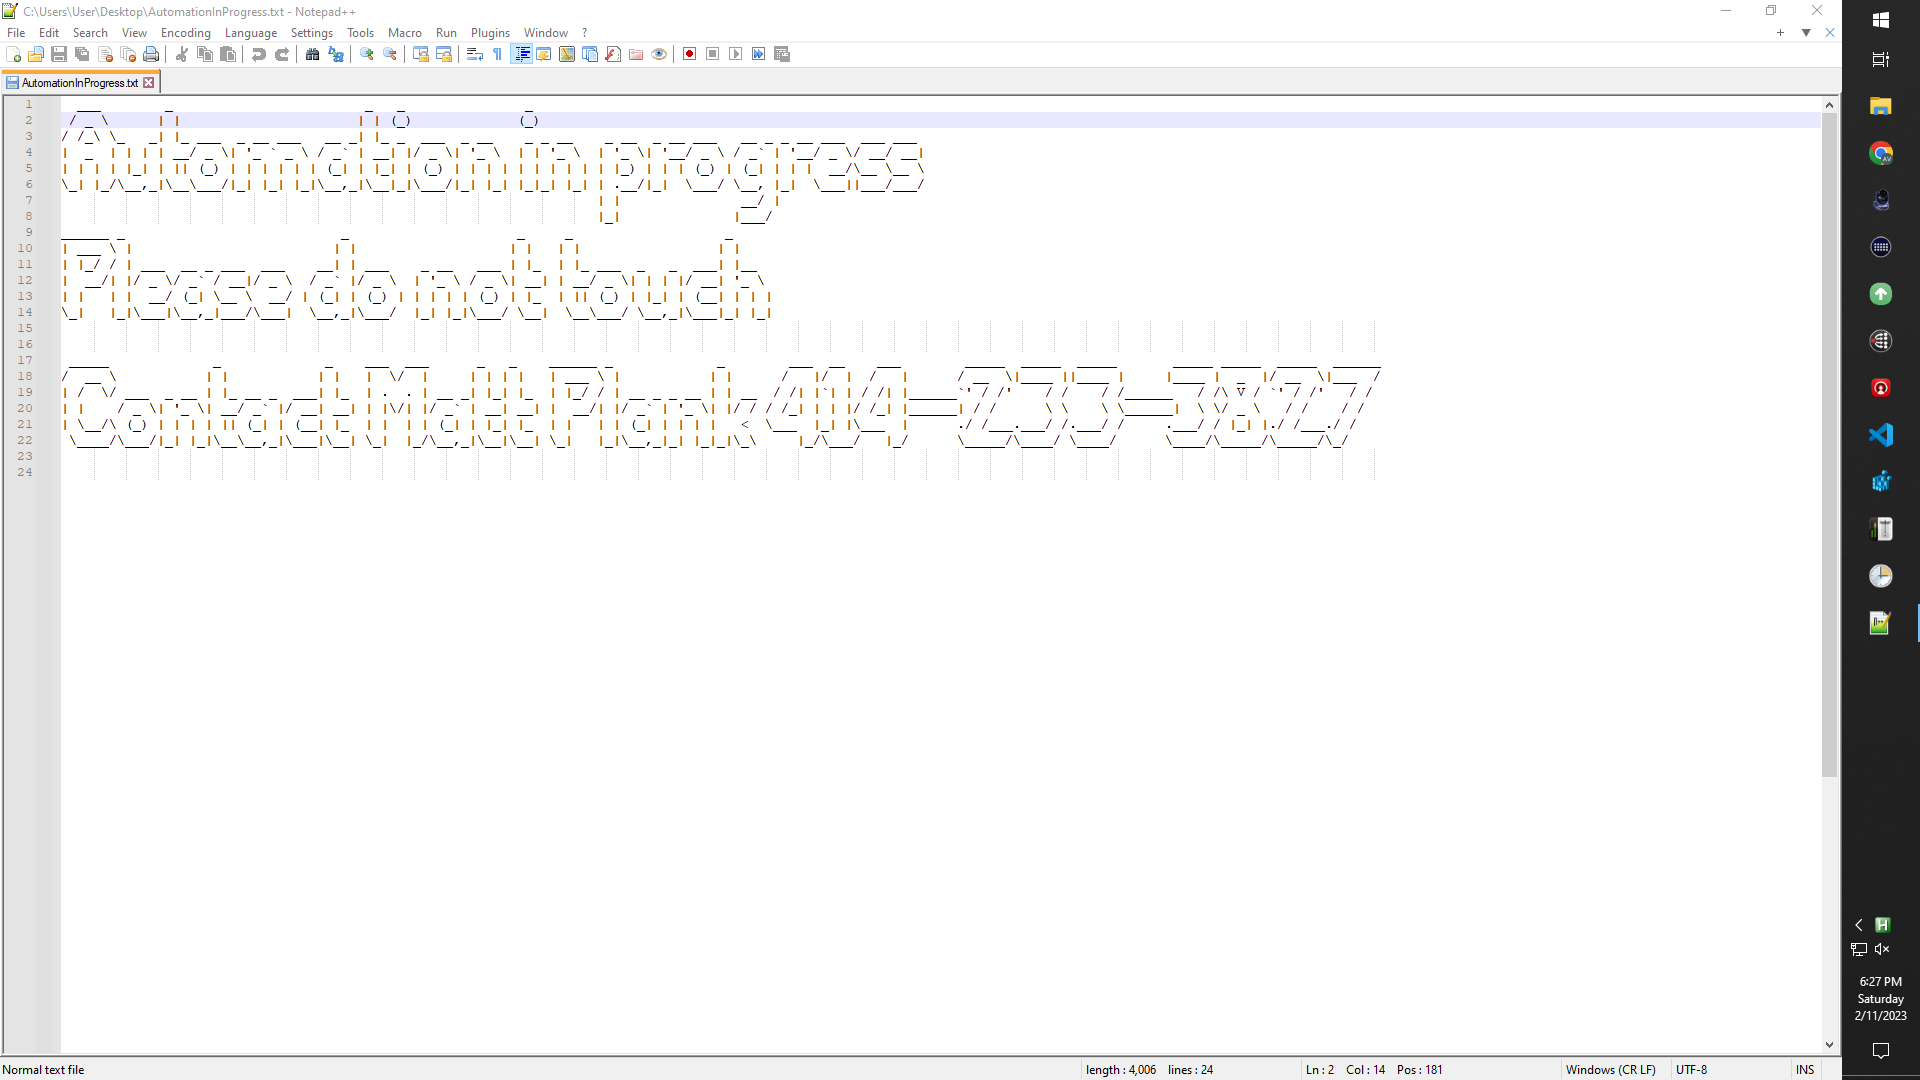 C:\Users\User\Desktop\AutomationInProgress.txt - Notepad++
File Edit Search View Encoding Language Settings Tools Macro Run Plugins Window ?
AutomationInProgress.txt
1
2
3
4
5
6
7
8
9
10
11
12
13
14
15
16
17
18
19
20
21
22
23
24
Automation in progress
Please do not touch
Contact Matt Plank 414-233-3827
6:27 PM
Saturday
2/11/2023
Normal text file
length : 4,006 lines : 24
Ln : 2 Col : 14 Pos : 181
Windows (CR LF)
UTF-8
INS